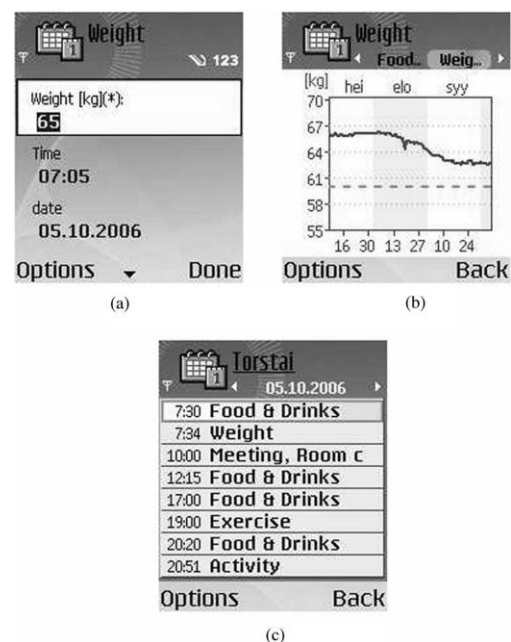 Weight
123
Weight [kg](*):
65
Time
07:05
date
05.10.2006
Options Done
(a)
Weight
Food.. Weig..
[kg] hei elo syy
70
67
64
61
58
55
16 30 13 27 10 24
Options Back
(b)
Torstai
05.10.2006
7:30 Food & Drinks
7:34 Weight
10:00 Meeting, Room c
12:15 Food & Drinks
17:00 Food & Drinks
19:00 Exercise
20:20 Food & Drinks
20:51 Activity
Options Back
(c)